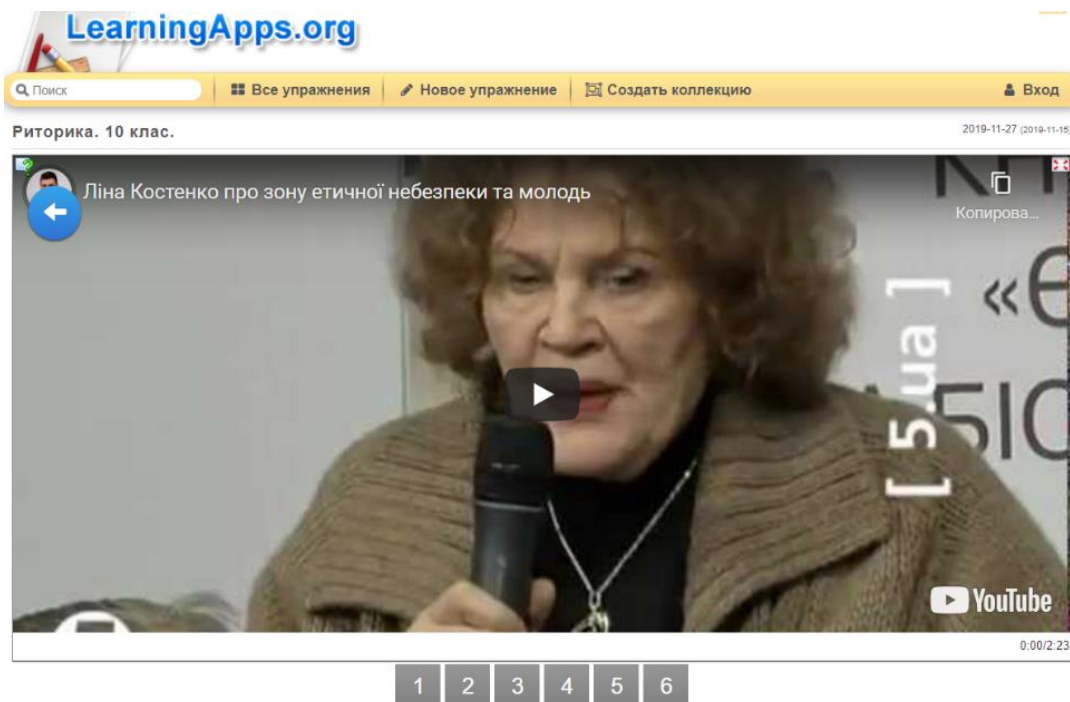 LearningApps.org
Поиск Все упражнения Новое упражнение Создать коллекцию Вход
Риторика. 10 клас. 2019-11-27 (2019-11-15)
Ліна Костенко про зону етичної небезпеки та молодь
Копирова...
«Є
[ 5.ua ]
БІО
YouTube
0:00/2:23
1 2 3 4 5 6